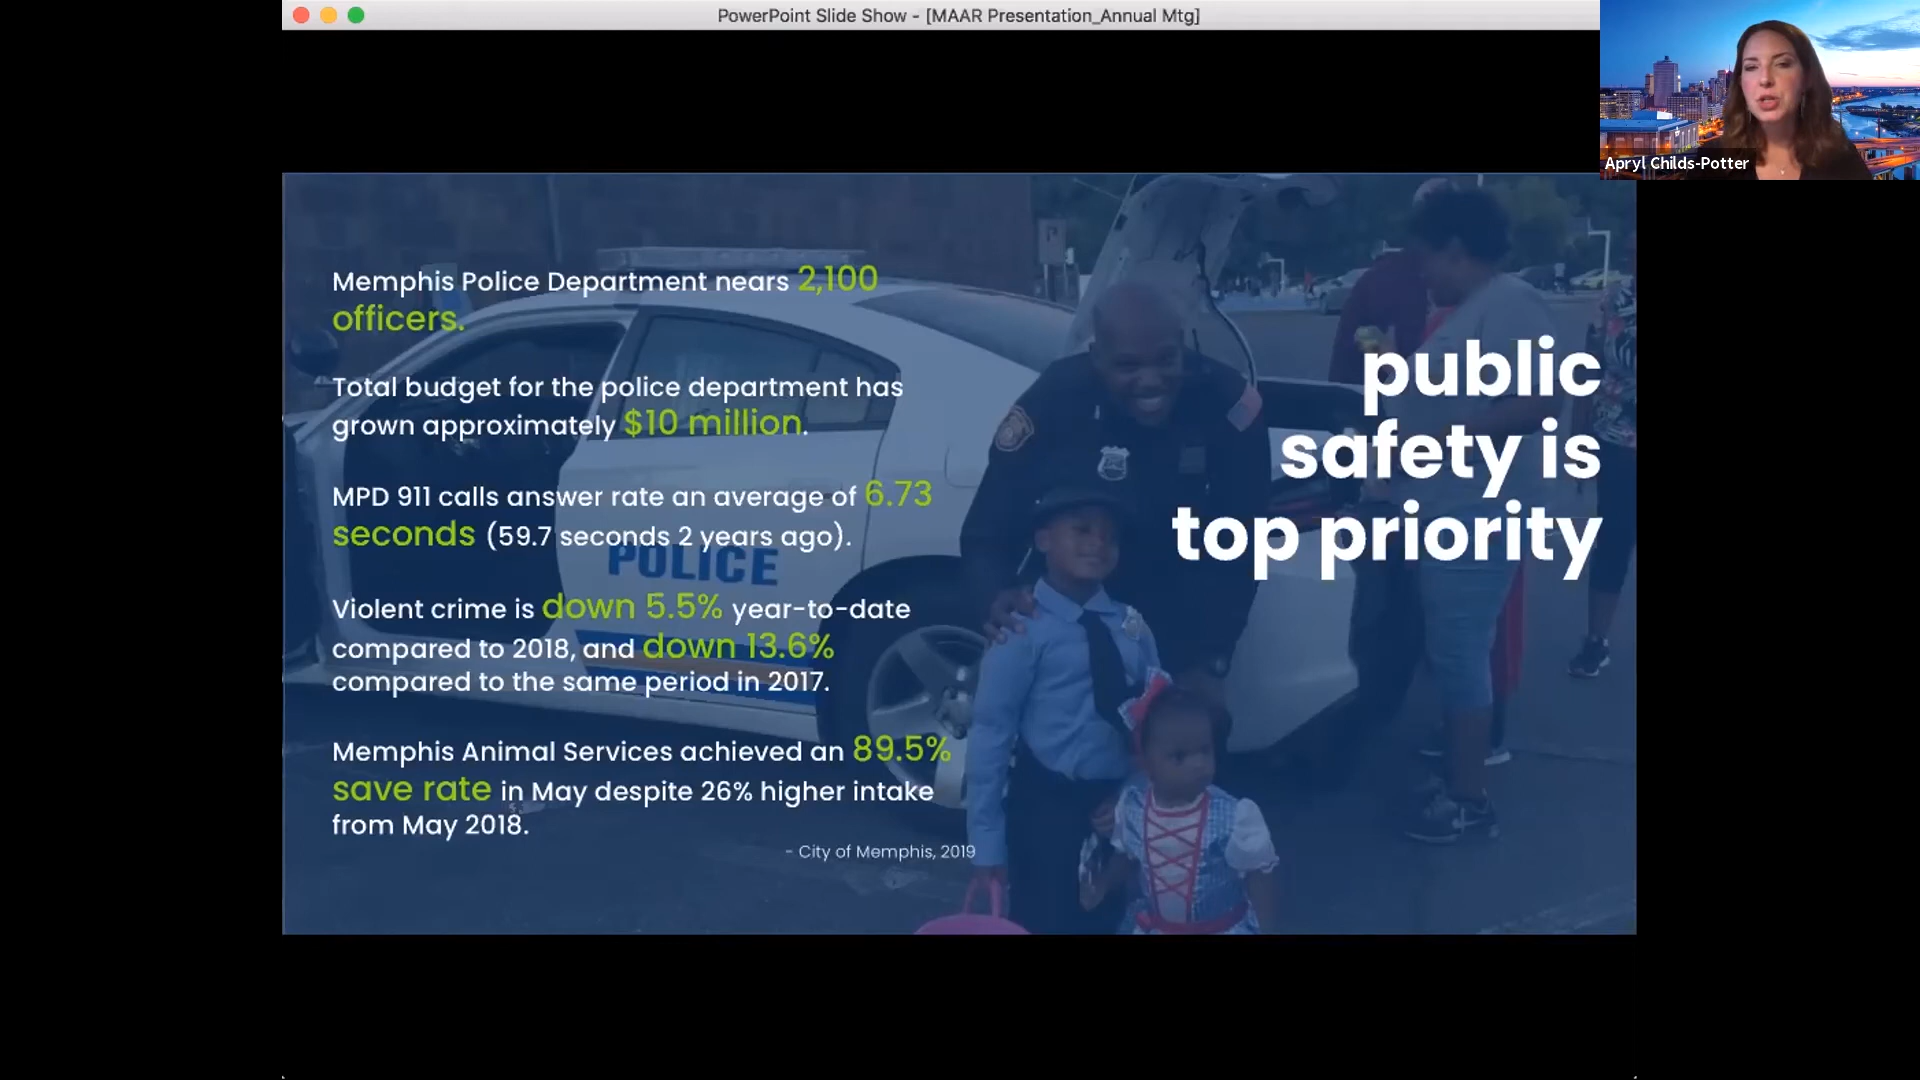 PowerPoint Slide Show - [MAAR Presentation_Annual Mtg]
Apryl Childs-Potter
Memphis Police Department nears 2,100
officers.
Total budget for the police department has
grown approximately $10 million.
MPD 911 calls answer rate an average of 6.73
seconds (59.7 seconds 2 years ago).
Violent crime is down 5.5% year-to-date
compared to 2018, and down 13.6%
compared to the same period in 2017.
Memphis Animal Services achieved an 89.5%
save rate in May despite 26% higher intake
from May 2018.
- City of Memphis, 2019
public
safety is
top priority
POLICE